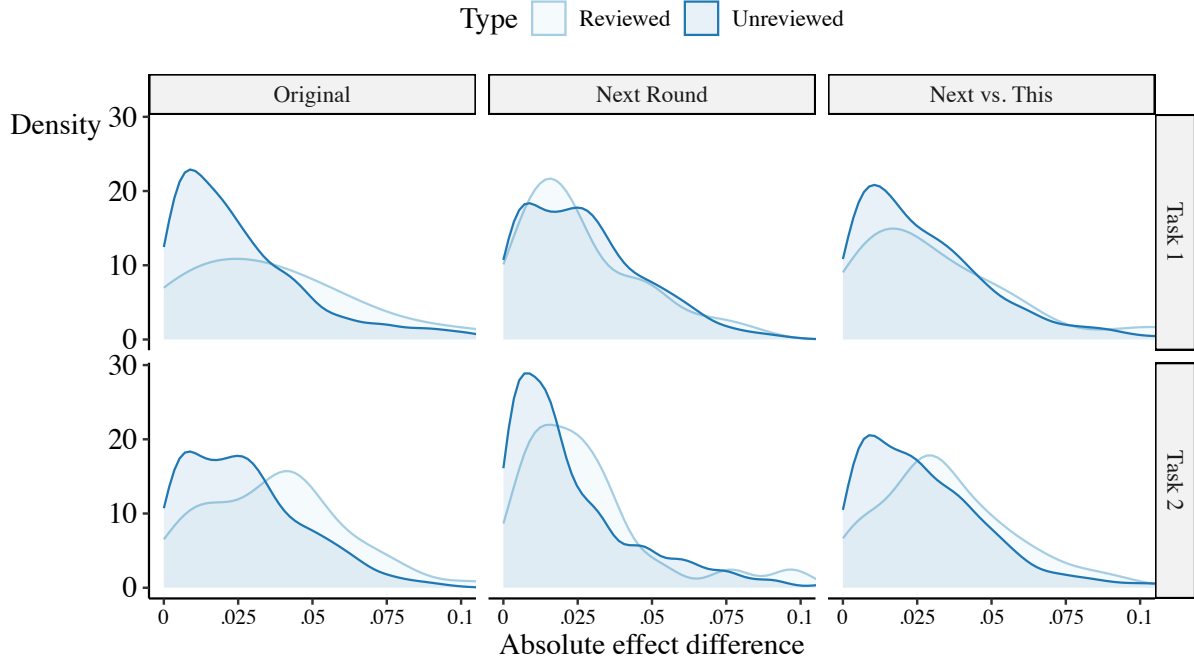 Type Reviewed Unreviewed
Original Next Round Next vs. This
Density
30
20
10
0
Task 1
30
20
10
0
Task 2
0 .025 .05 .075 0.1 0 .025 .05 .075 0.1 0 .025 .05 .075 0.1
Absolute effect difference